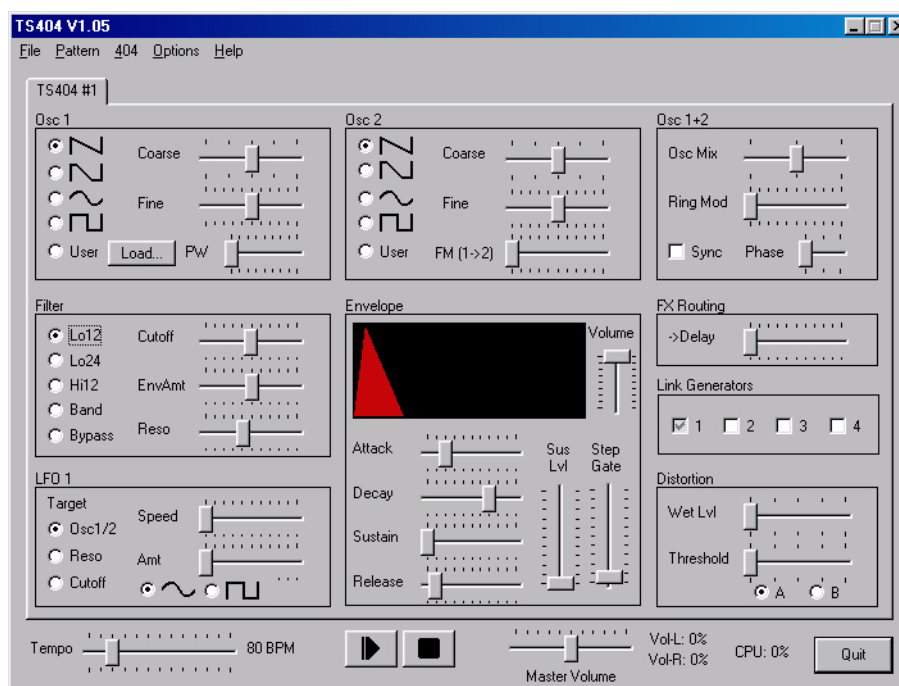 TS404 V1.05
File Pattern 404 Options Help
TS404 #1
Osc 1
Coarse
Fine
User Load... PW
Osc 2
Coarse
Fine
User FM (1->2)
Osc 1+2
Osc Mix
Ring Mod
Sync Phase
Filter
Lo12 Cutoff
Lo24
Hi12 EnvAmt
Band
Bypass Reso
Envelope
Volume
Attack
Decay
Sustain
Release
Sus Lvl
Step Gate
FX Routing
->Delay
Link Generators
1 2 3 4
LFO 1
Target
Osc1/2 Speed
Reso Amt
Cutoff
Distortion
Wet Lvl
Threshold
A B
Tempo 80 BPM
Master Volume
Vol-L: 0%
Vol-R: 0%
CPU: 0%
Quit